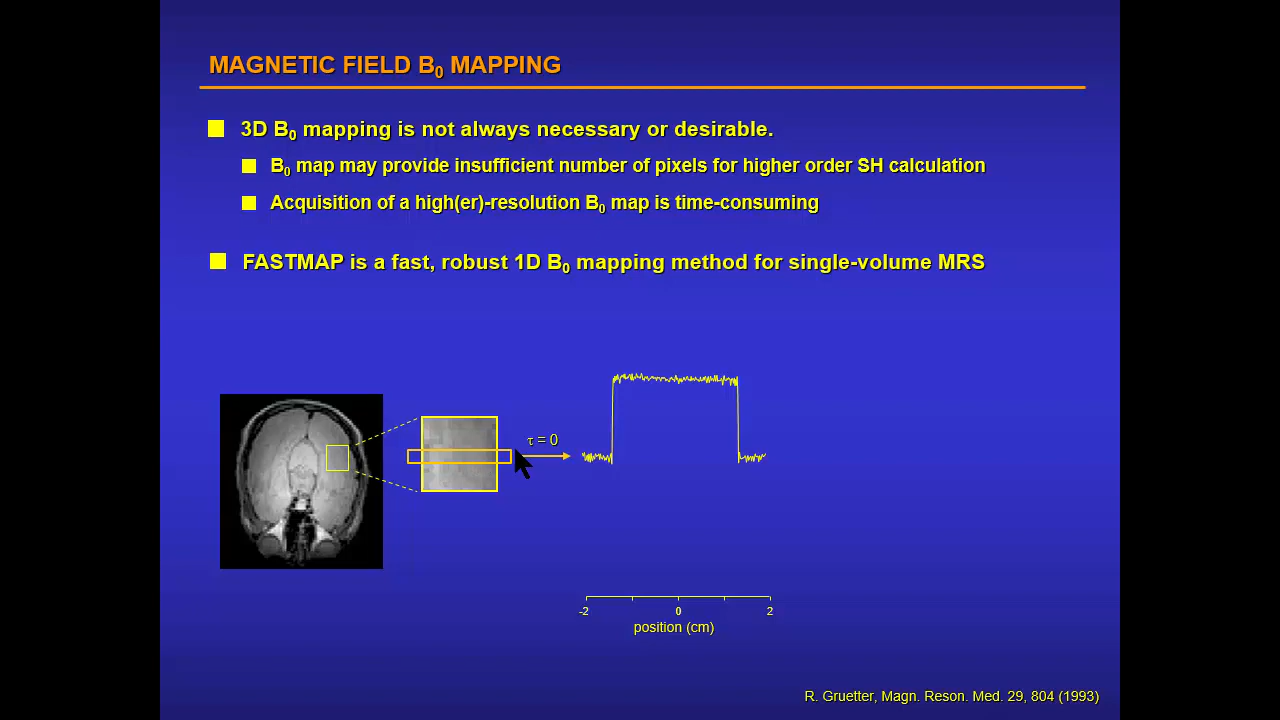 MAGNETIC FIELD B₀ MAPPING
3D B₀ mapping is not always necessary or desirable.
B₀ map may provide insufficient number of pixels for higher order SH calculation
Acquisition of a high(er)-resolution B₀ map is time-consuming
FASTMAP is a fast, robust 1D B₀ mapping method for single-volume MRS
τ = 0
-2 0 2
position (cm)
R. Gruetter, Magn. Reson. Med. 29, 804 (1993)